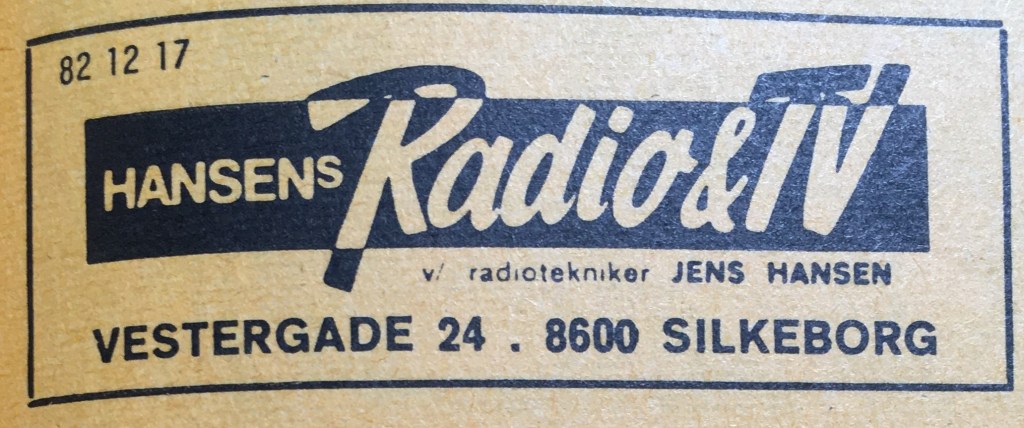 82 12 17
HANSENS Radio & TV
v/ radiotekniker JENS HANSEN
VESTERGADE 24 . 8600 SILKEBORG